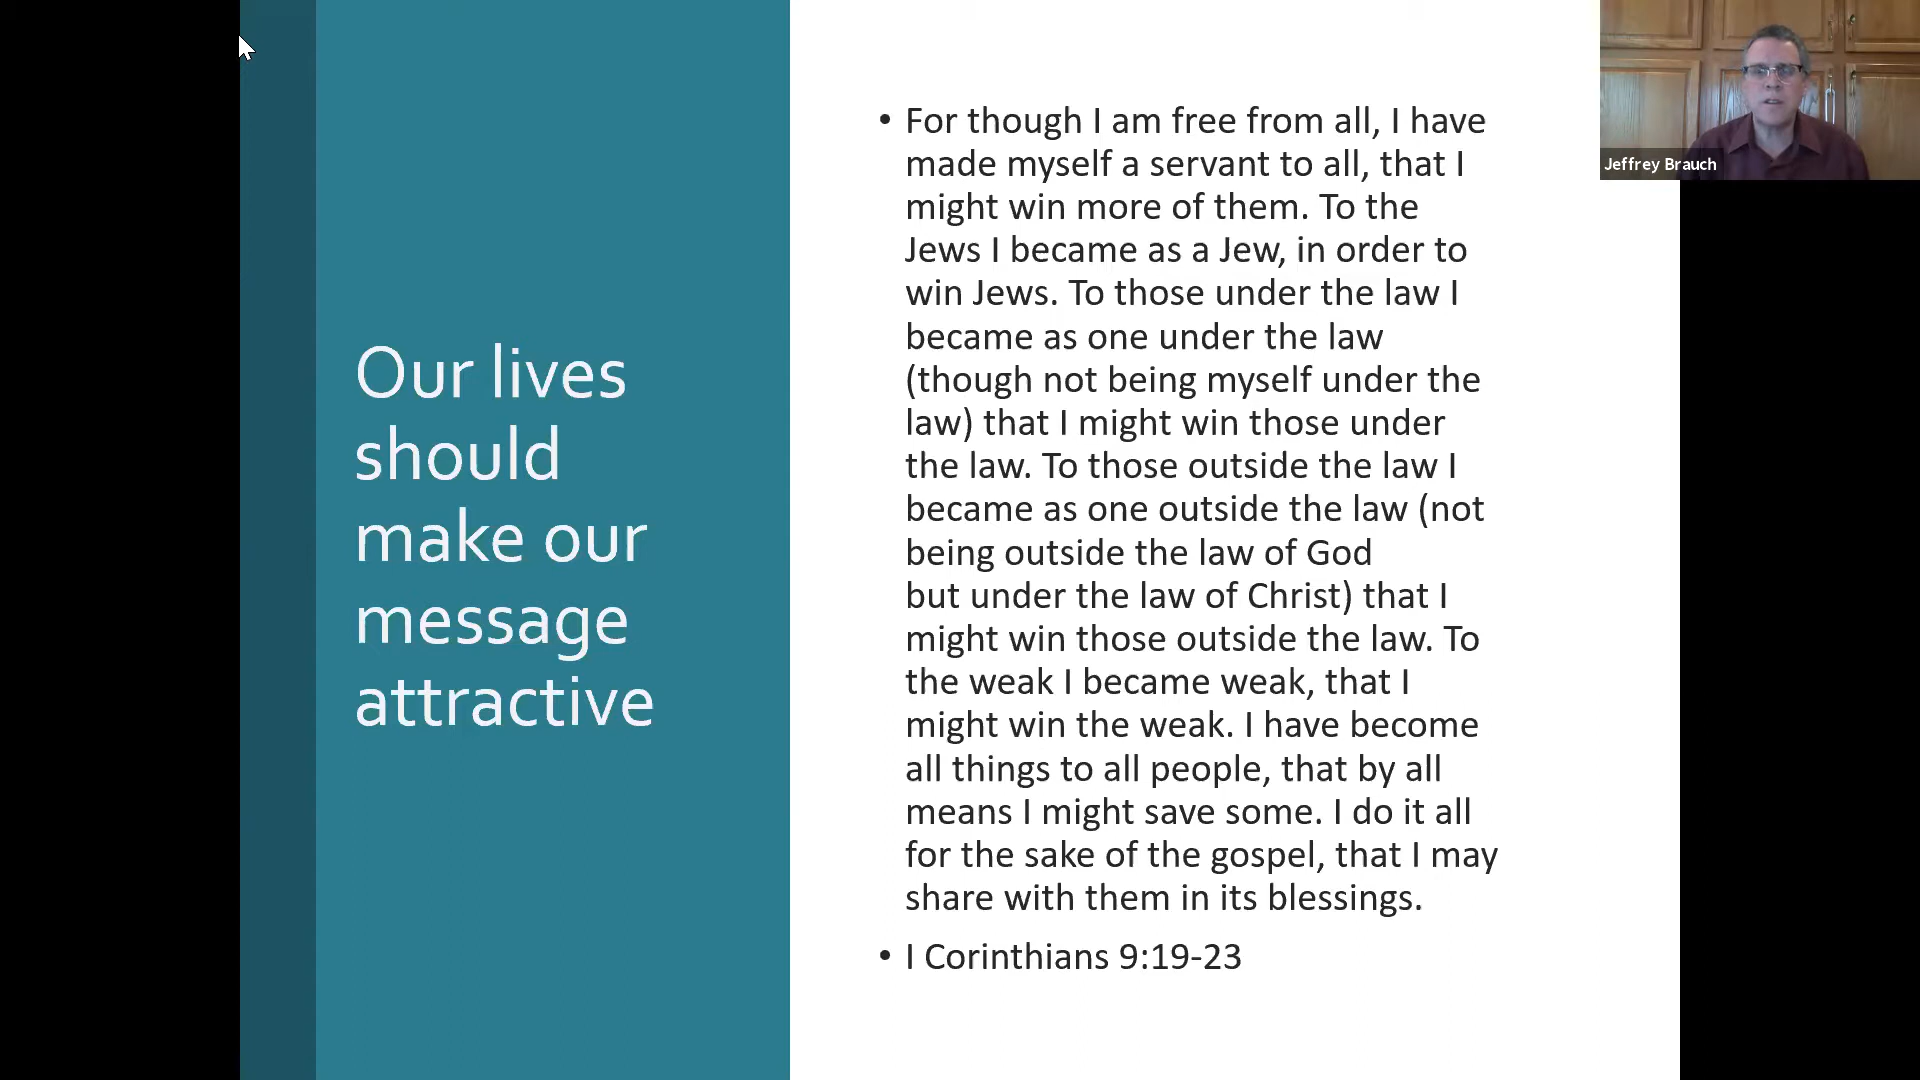 Our lives
should
make our
message
attractive
• For though I am free from all, I have
made myself a servant to all, that I
might win more of them. To the
Jews I became as a Jew, in order to
win Jews. To those under the law I
became as one under the law
(though not being myself under the
law) that I might win those under
the law. To those outside the law I
became as one outside the law (not
being outside the law of God
but under the law of Christ) that I
might win those outside the law. To
the weak I became weak, that I
might win the weak. I have become
all things to all people, that by all
means I might save some. I do it all
for the sake of the gospel, that I may
share with them in its blessings.
• I Corinthians 9:19-23
Jeffrey Brauch